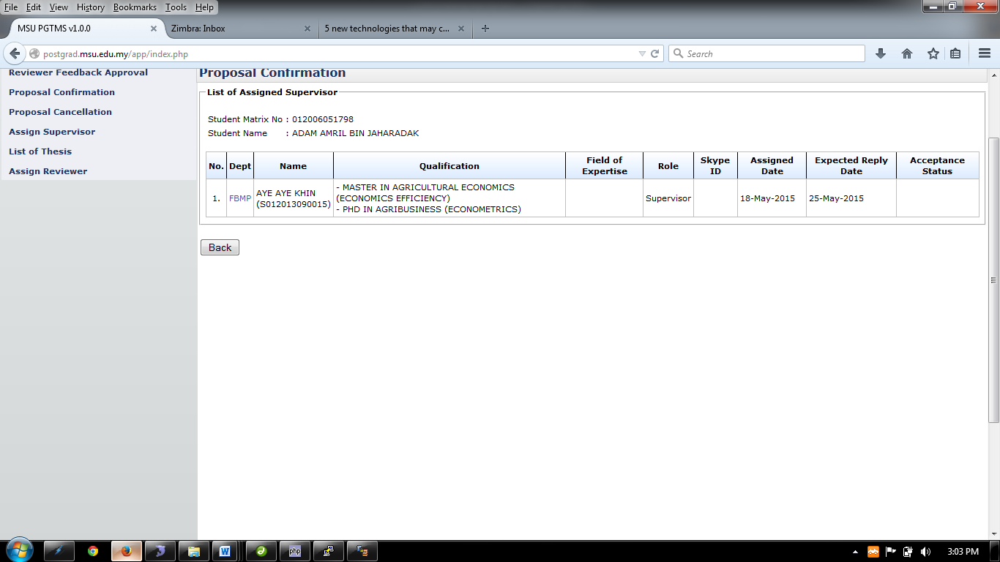 File Edit View History Bookmarks Tools Help
MSU PGTMS v1.0.0
Zimbra: Inbox
5 new technologies that may c...
postgrad.msu.edu.my/app/index.php
Search
Reviewer Feedback Approval
Proposal Confirmation
Proposal Cancellation
Assign Supervisor
List of Thesis
Assign Reviewer
Proposal Confirmation
List of Assigned Supervisor
Student Matrix No : 012006051798
Student Name : ADAM AMRIL BIN JAHARADAK
No. Dept Name Qualification Field of Expertise Role Skype ID Assigned Date Expected Reply Date Acceptance Status
1. FBMP AYE AYE KHIN (S012013090015) - MASTER IN AGRICULTURAL ECONOMICS (ECONOMICS EFFICIENCY) - PHD IN AGRIBUSINESS (ECONOMETRICS) Supervisor 18-May-2015 25-May-2015
Back
W
php
3:03 PM